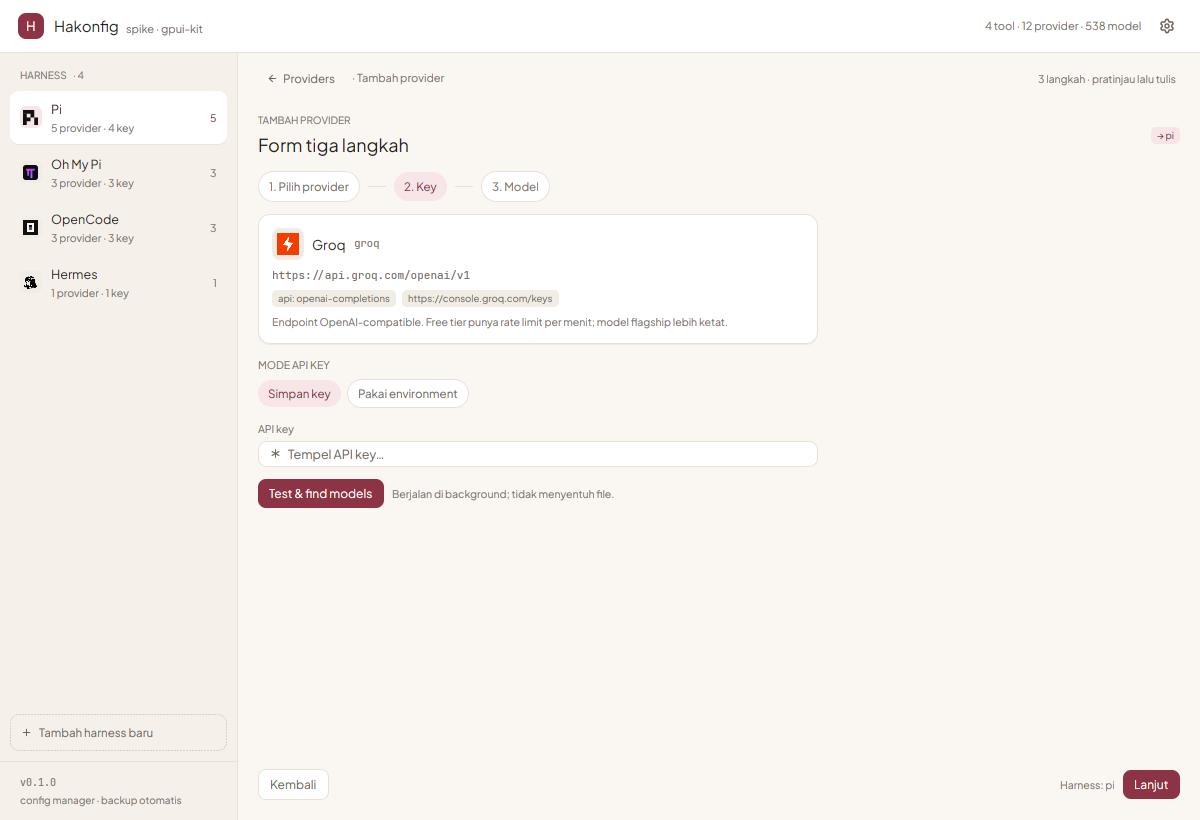 H Hakonfig spike · gpui-kit
4 tool · 12 provider · 538 model
HARNESS · 4
Pi
5 provider · 4 key
5
Oh My Pi
3 provider · 3 key
3
OpenCode
3 provider · 3 key
3
Hermes
1 provider · 1 key
1
+ Tambah harness baru
v0.1.0
config manager · backup otomatis
← Providers · Tambah provider
3 langkah · pratinjau lalu tulis
TAMBAH PROVIDER
Form tiga langkah
→ pi
1. Pilih provider
2. Key
3. Model
Groq groq
https://api.groq.com/openai/v1
api: openai-completions
https://console.groq.com/keys
Endpoint OpenAI-compatible. Free tier punya rate limit per menit; model flagship lebih ketat.
MODE API KEY
Simpan key
Pakai environment
API key
* Tempel API key...
Test & find models
Berjalan di background; tidak menyentuh file.
Kembali
Harness: pi
Lanjut